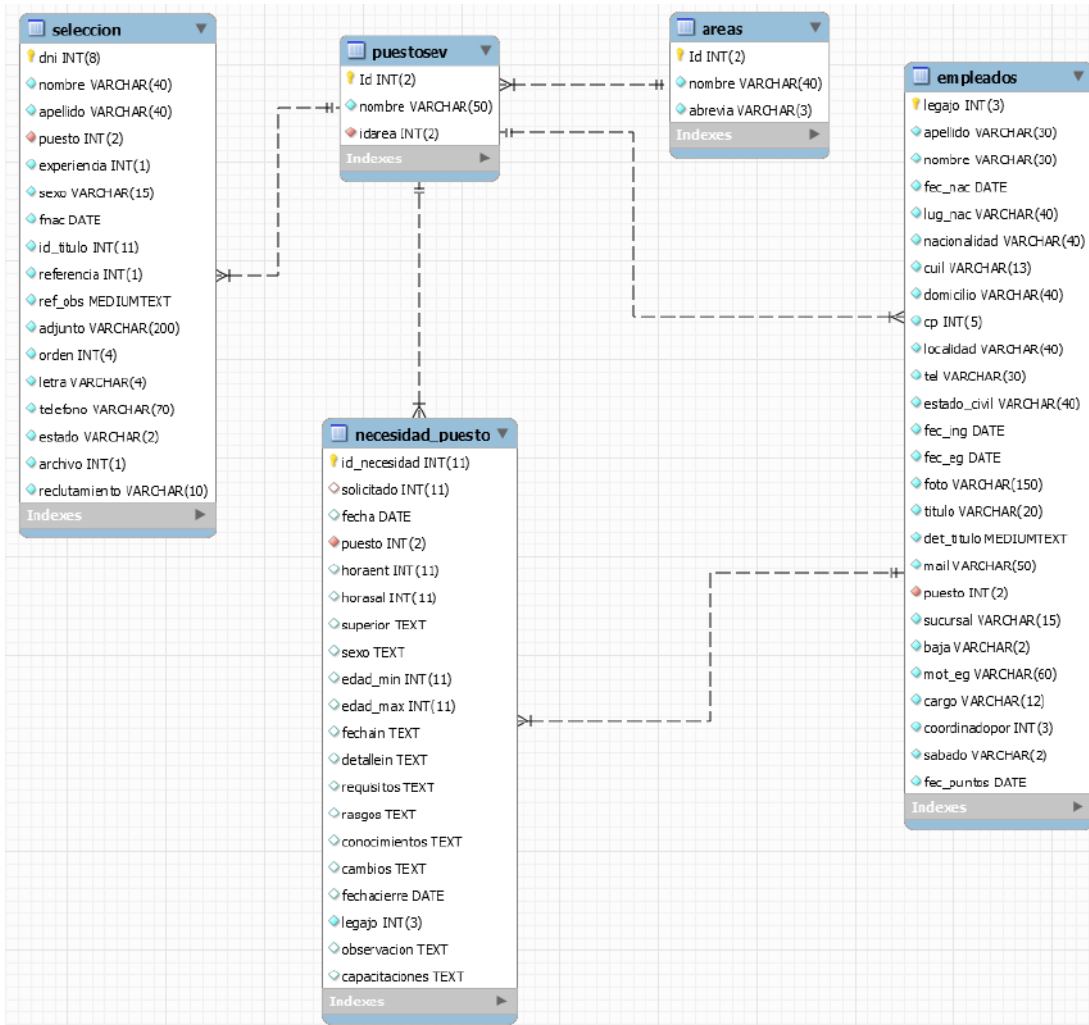 seleccion
dni INT(8)
nombre VARCHAR(40)
apellido VARCHAR(40)
puesto INT(2)
experiencia INT(1)
sexo VARCHAR(15)
fnac DATE
id_titulo INT(11)
referencia INT(1)
ref_obs MEDIUMTEXT
adjunto VARCHAR(200)
orden INT(4)
letra VARCHAR(4)
telefono VARCHAR(70)
estado VARCHAR(2)
archivo INT(1)
reclutamiento VARCHAR(10)
Indexes
puestosev
Id INT(2)
nombre VARCHAR(50)
idarea INT(2)
Indexes
areas
Id INT(2)
nombre VARCHAR(40)
abrevia VARCHAR(3)
Indexes
empleados
legajo INT(3)
apellido VARCHAR(30)
nombre VARCHAR(30)
fec_nac DATE
lug_nac VARCHAR(40)
nacionalidad VARCHAR(40)
cuil VARCHAR(13)
domicilio VARCHAR(40)
cp INT(5)
localidad VARCHAR(40)
tel VARCHAR(30)
estado_civil VARCHAR(40)
fec_ing DATE
fec_eg DATE
foto VARCHAR(150)
titulo VARCHAR(20)
det_titulo MEDIUMTEXT
mail VARCHAR(50)
puesto INT(2)
sucursal VARCHAR(15)
baja VARCHAR(2)
mot_eg VARCHAR(60)
cargo VARCHAR(12)
coordinadopor INT(3)
sabado VARCHAR(2)
fec_puntos DATE
Indexes
necesidad_puesto
id_necesidad INT(11)
solicitado INT(11)
fecha DATE
puesto INT(2)
horaent INT(11)
horasal INT(11)
superior TEXT
sexo TEXT
edad_min INT(11)
edad_max INT(11)
fechain TEXT
detallein TEXT
requisitos TEXT
rasgos TEXT
conocimientos TEXT
cambios TEXT
fechacierre DATE
legajo INT(3)
observacion TEXT
capacitaciones TEXT
Indexes